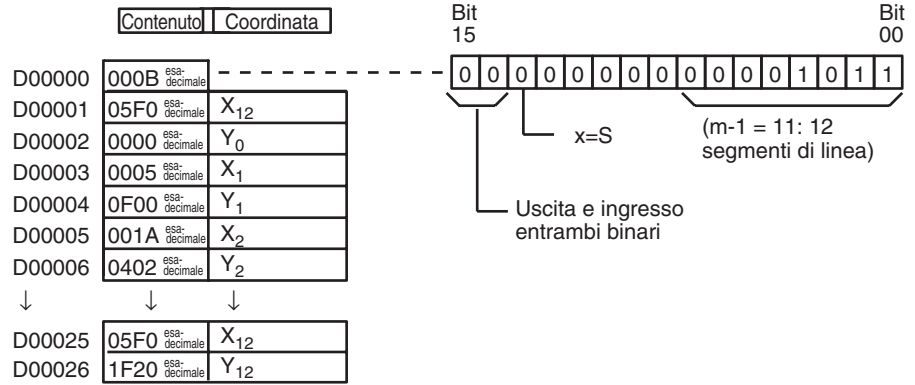 Contenuto Coordinata
Bit 15 Bit 00
D00000 000B esa-decimale 0 0 0 0 0 0 0 0 0 0 0 0 1 0 1 1
D00001 05F0 esa-decimale X12
D00002 0000 esa-decimale Y0
D00003 0005 esa-decimale X1
D00004 0F00 esa-decimale Y1
D00005 001A esa-decimale X2
D00006 0402 esa-decimale Y2
↓ ↓ ↓
D00025 05F0 esa-decimale X12
D00026 1F20 esa-decimale Y12
x=S
(m-1 = 11: 12
segmenti di linea)
Uscita e ingresso
entrambi binari